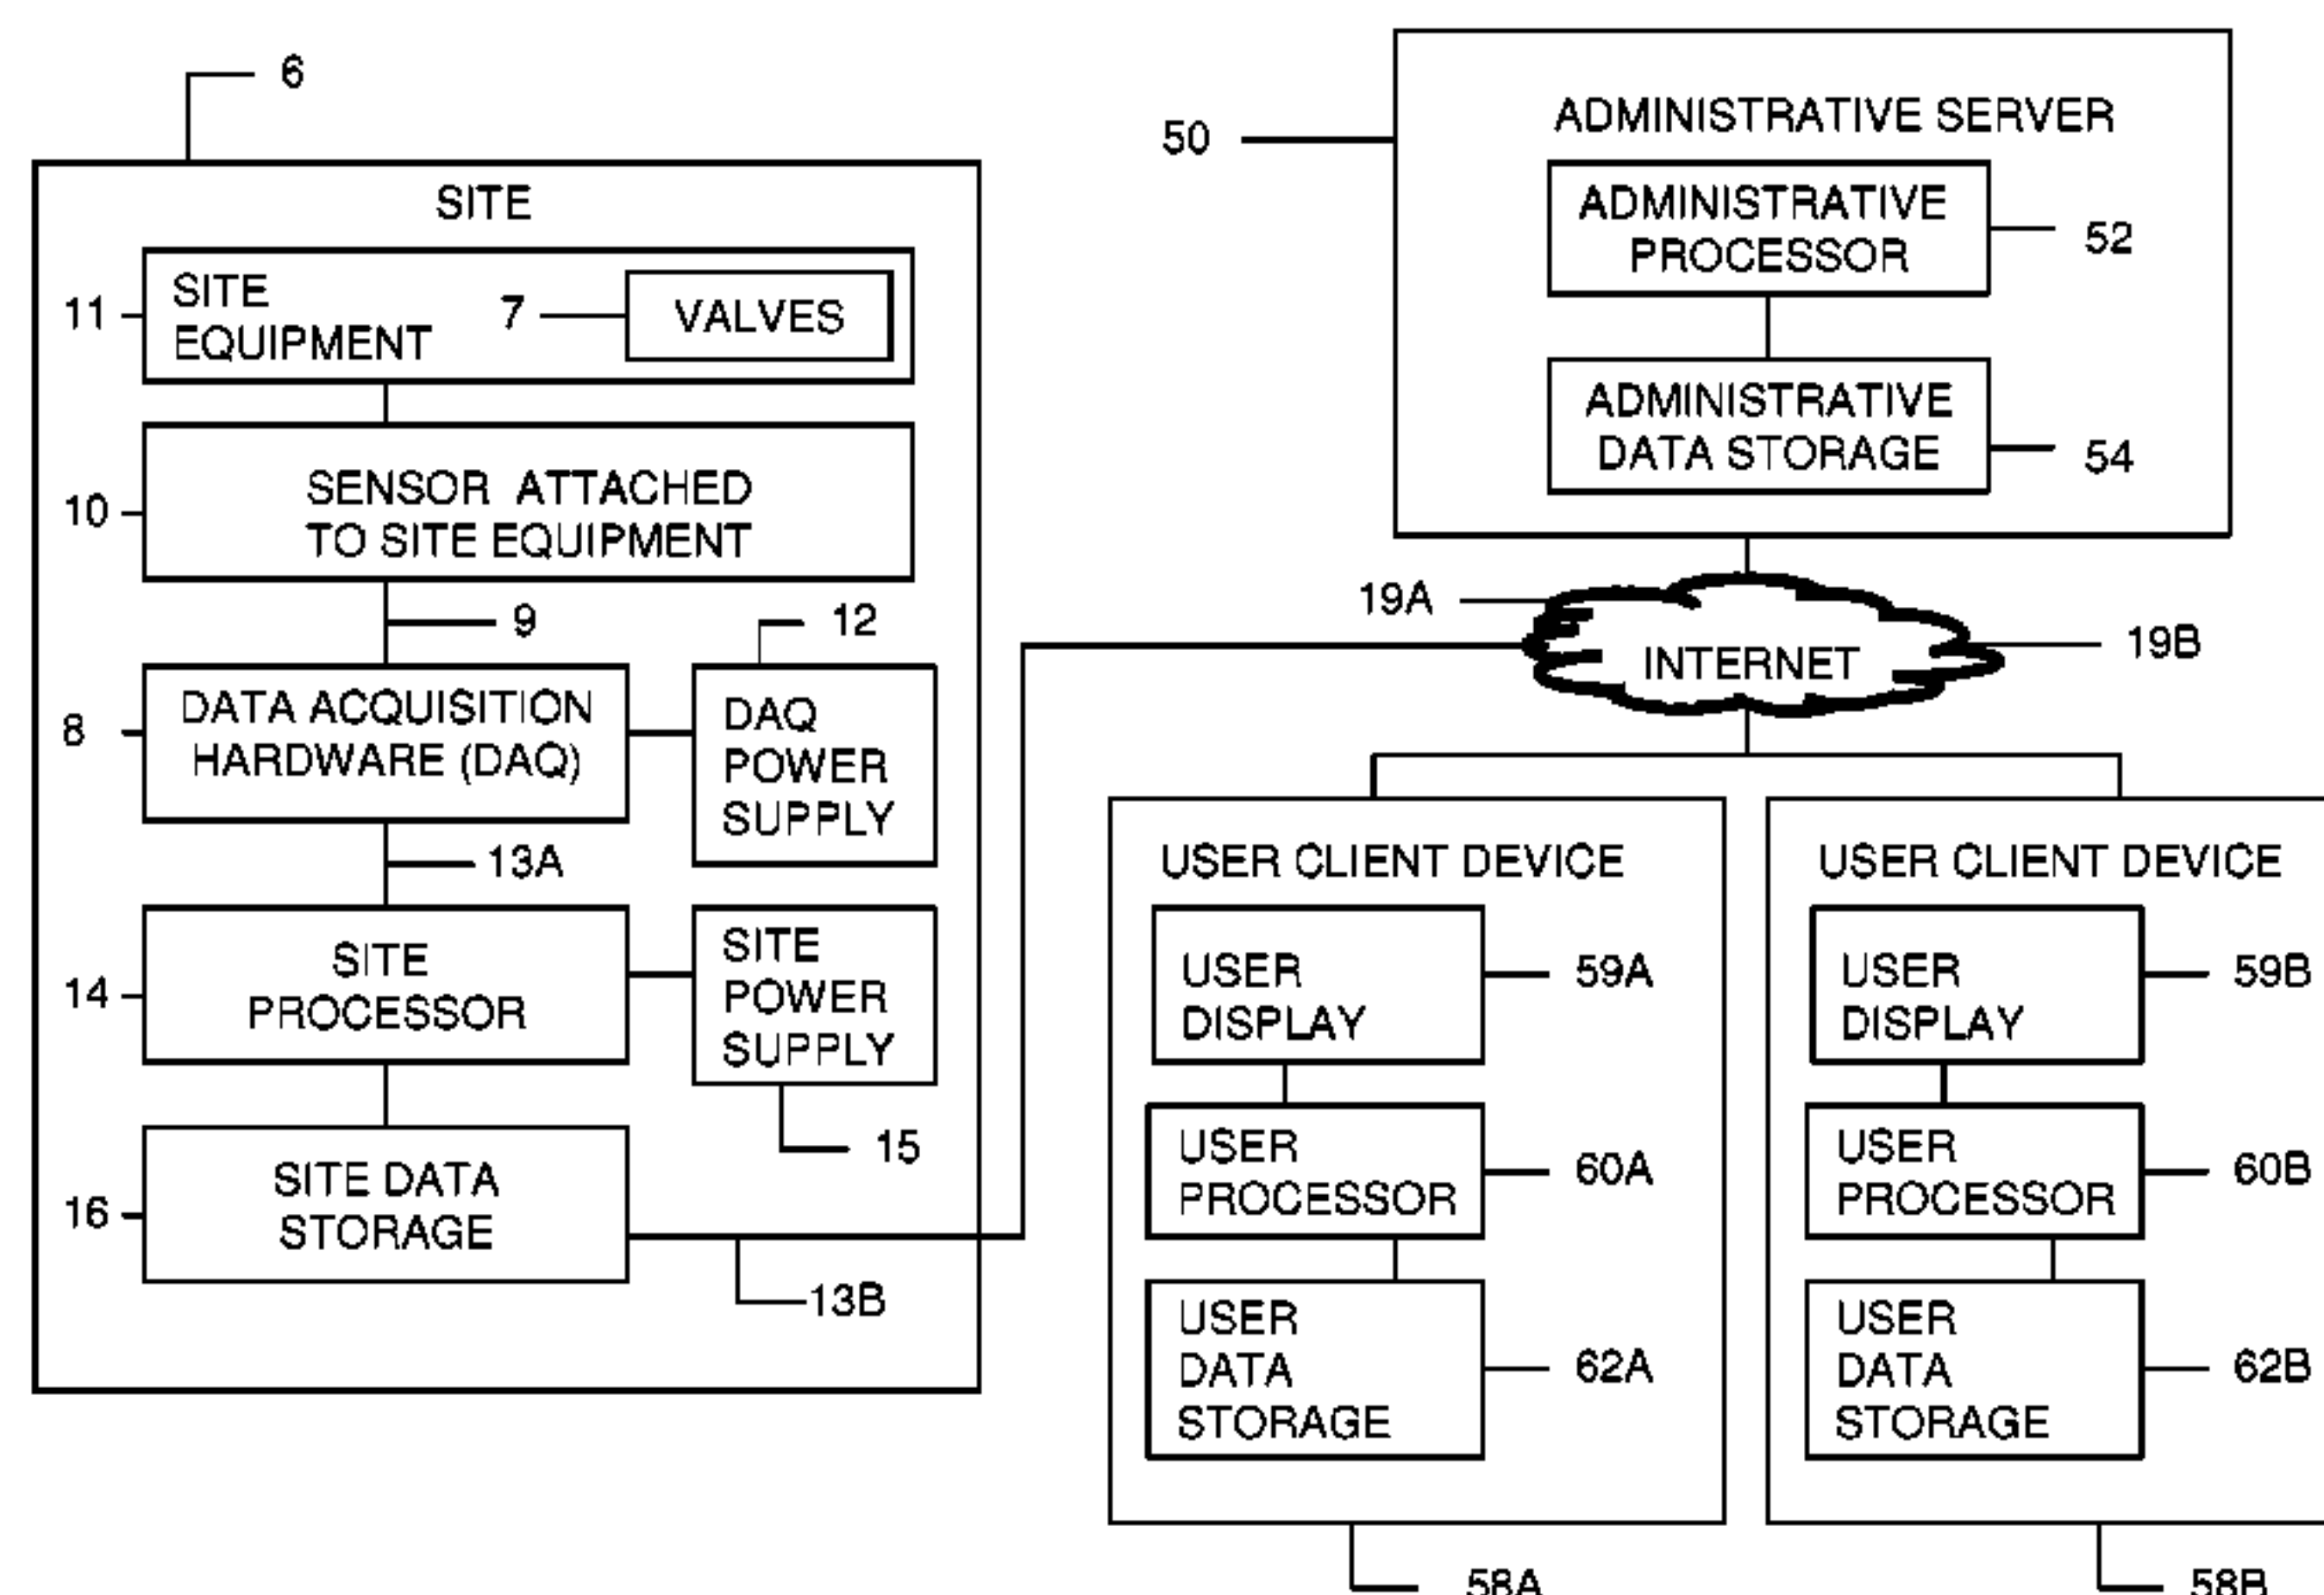 6
SITE
11
SITE
EQUIPMENT
7
VALVES
10
SENSOR ATTACHED
TO SITE EQUIPMENT
9
12
8
DATA ACQUISITION
HARDWARE (DAQ)
DAQ
POWER
SUPPLY
13A
14
SITE
PROCESSOR
SITE
POWER
SUPPLY
15
16
SITE DATA
STORAGE
13B
50
ADMINISTRATIVE SERVER
ADMINISTRATIVE
PROCESSOR
52
ADMINISTRATIVE
DATA STORAGE
54
19A
INTERNET
19B
USER CLIENT DEVICE
USER
DISPLAY
59A
USER
PROCESSOR
60A
USER
DATA
STORAGE
62A
58A
USER CLIENT DEVICE
USER
DISPLAY
59B
USER
PROCESSOR
60B
USER
DATA
STORAGE
62B
58B